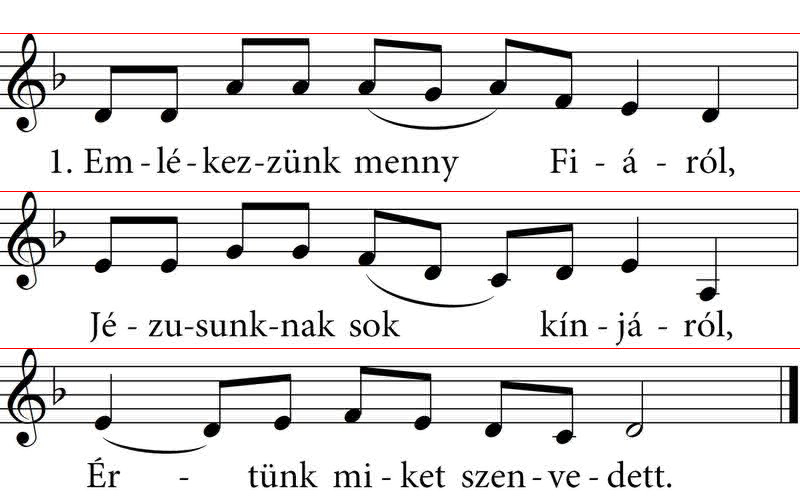 1. Em - lé - kez-zünk menny Fi - á - ról,
Jé - zu-sunk-nak sok kín - já - ról,
Ér - tünk mi - ket szen - ve - dett.